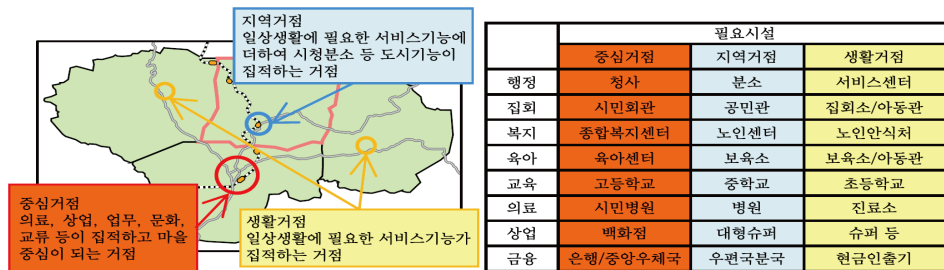 지역거점
일상생활에 필요한 서비스기능에
더하여 시청분소 등 도시기능이
집적하는 거점
중심거점
의료, 상업, 업무, 문화,
교류 등이 집적하고 마을
중심이 되는 거점
생활거점
일상생활에 필요한 서비스기능가
집적하는 거점
필요시설
중심거점 지역거점 생활거점
행정 청사 분소 서비스센터
집회 시민회관 공민관 집회소/아동관
복지 종합복지센터 노인센터 노인안식처
육아 육아센터 보육소 보육소/아동관
교육 고등학교 중학교 초등학교
의료 시민병원 병원 진료소
상업 백화점 대형슈퍼 슈퍼 등
금융 은행/중앙우체국 우편국분국 현금인출기